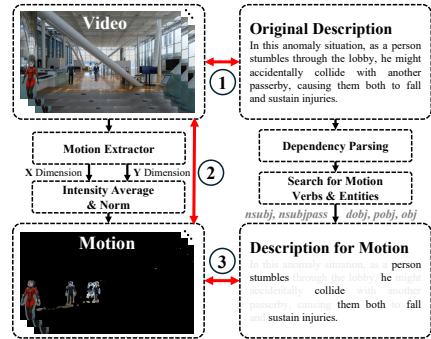 Video
Original Description
In this anomaly situation, as a person
stumbles through the lobby, he might
accidentally collide with another
passerby, causing them both to fall
and sustain injuries.
1
Motion Extractor
Dependency Parsing
X Dimension
Y Dimension
2
Intensity Average
& Norm
Search for Motion
Verbs & Entities
nsubj, nsubjpass
dobj, pobj, obj
Motion
3
Description for Motion
In this anomaly situation, as a person
stumbles through the lobby, he might
accidentally collide with another
passerby, causing them both to fall
and sustain injuries.